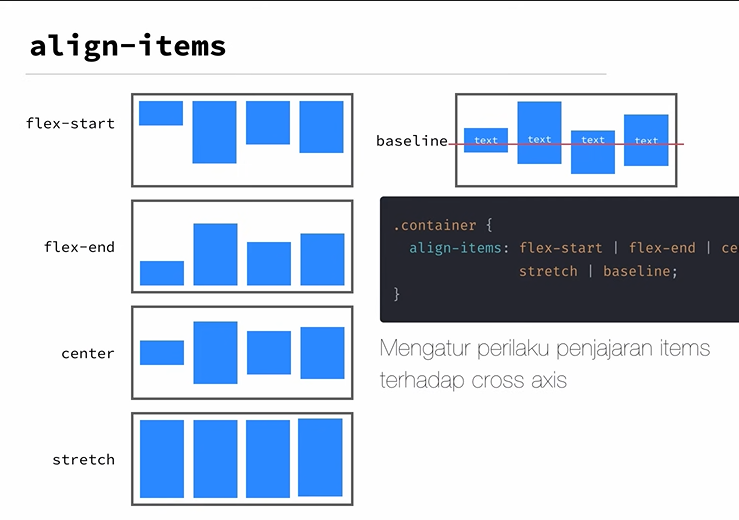 align-items
flex-start
flex-end
center
stretch
baseline
text text text text
.container {
align-items: flex-start | flex-end | ce
stretch | baseline;
}
Mengatur perilaku penjajaran items
terhadap cross axis